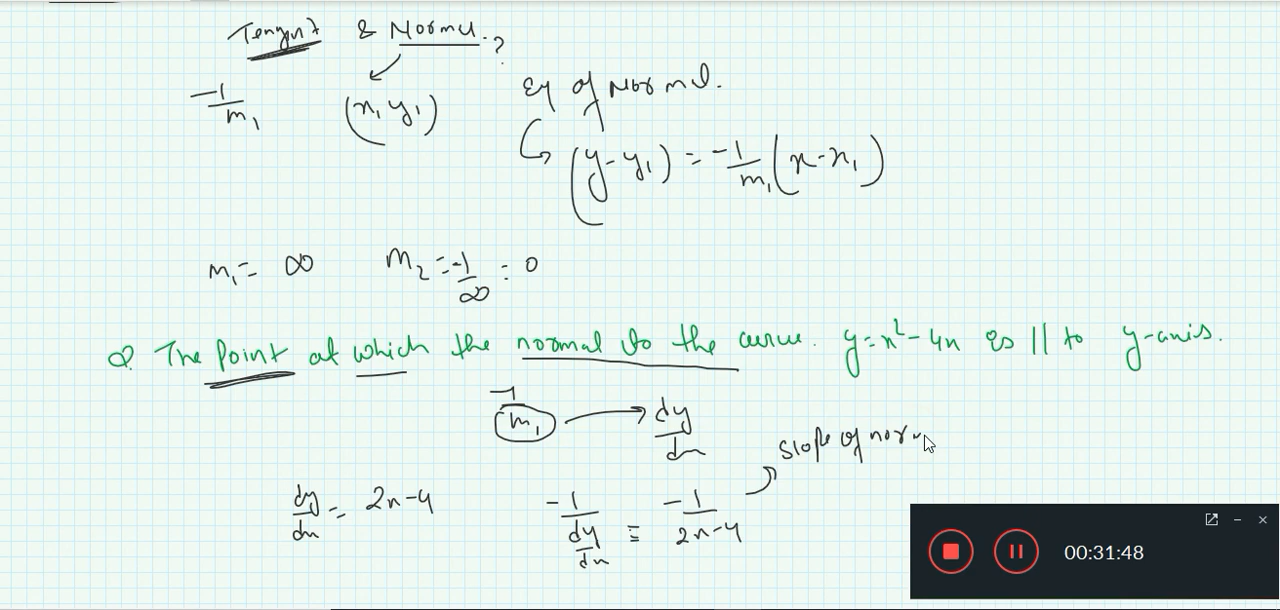 Tengnt & Normal.?
-1/m₁ (x₁ y₁) Eq of Normal.
(y-y₁) = -1/m₁ (x-x₁)
m₁ = ∞ m₂ = -1/∞ = 0
Q. The Point at which the normal to the curve. y=x²-4x is || to y-axis.
-1/m₁ → dy/dx
Slope of nor
dy/dx = 2x-4 -1/(dy/dx) = -1/(2x-4)
00:31:48